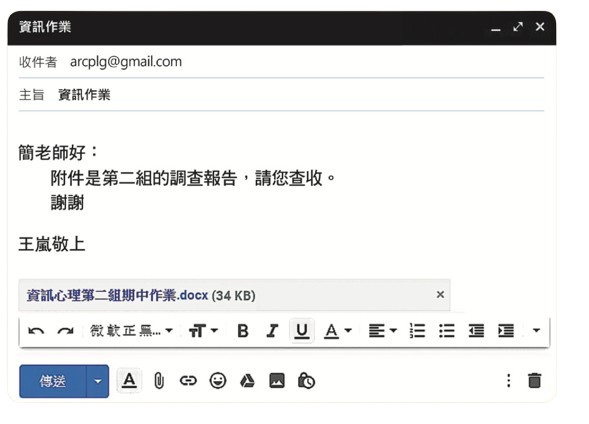 資訊作業
收件者 arcplg@gmail.com
主旨 資訊作業
簡老師好：
附件是第二組的調查報告，請您查收。
謝謝
王嵐敬上
資訊心理第二組期中作業.docx (34 KB)
微軟正黑...
B I U A
傳送 A